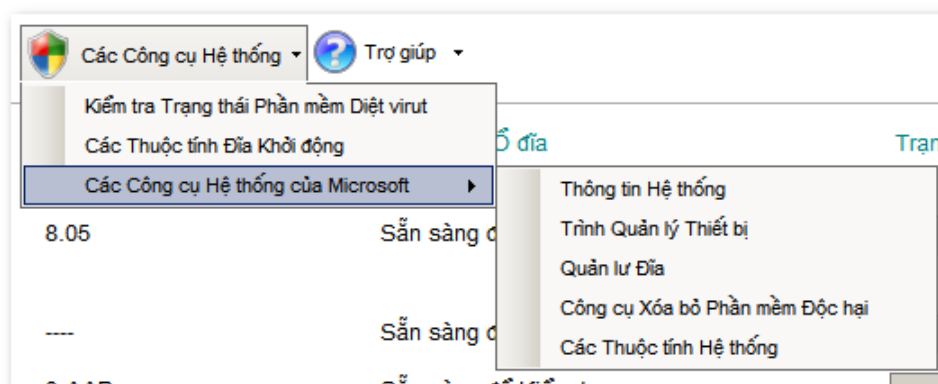 Các Công cụ Hệ thống
Trợ giúp
Kiểm tra Trạng thái Phần mềm Diệt virut
Các Thuộc tính Đĩa Khởi động
Ổ đĩa
Các Công cụ Hệ thống của Microsoft
Thông tin Hệ thống
Trình Quản lý Thiết bị
8.05
Sẵn sàng
Quản lư Đĩa
Công cụ Xóa bỏ Phần mềm Độc hại
----
Sẵn sàng
Các Thuộc tính Hệ thống